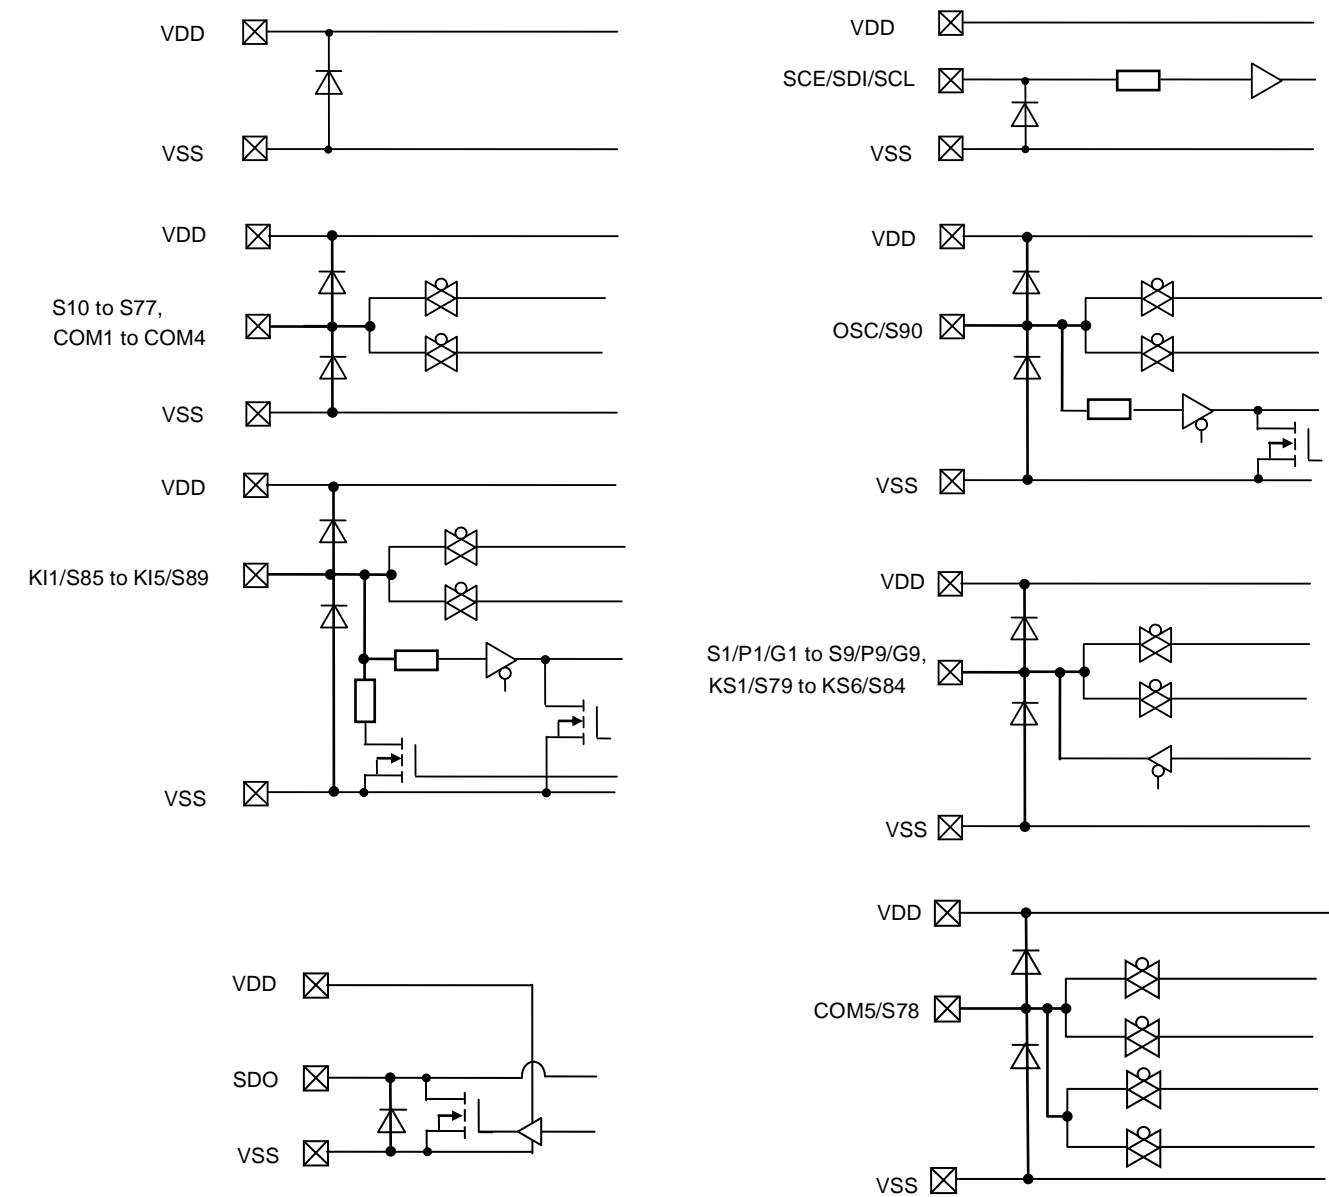 VDD
VSS
VDD
S10 to S77,
COM1 to COM4
VSS
VDD
KI1/S85 to KI5/S89
VSS
VDD
SDO
VSS
VDD
SCE/SDI/SCL
VSS
VDD
OSC/S90
VSS
VDD
S1/P1/G1 to S9/P9/G9,
KS1/S79 to KS6/S84
VSS
VDD
COM5/S78
VSS